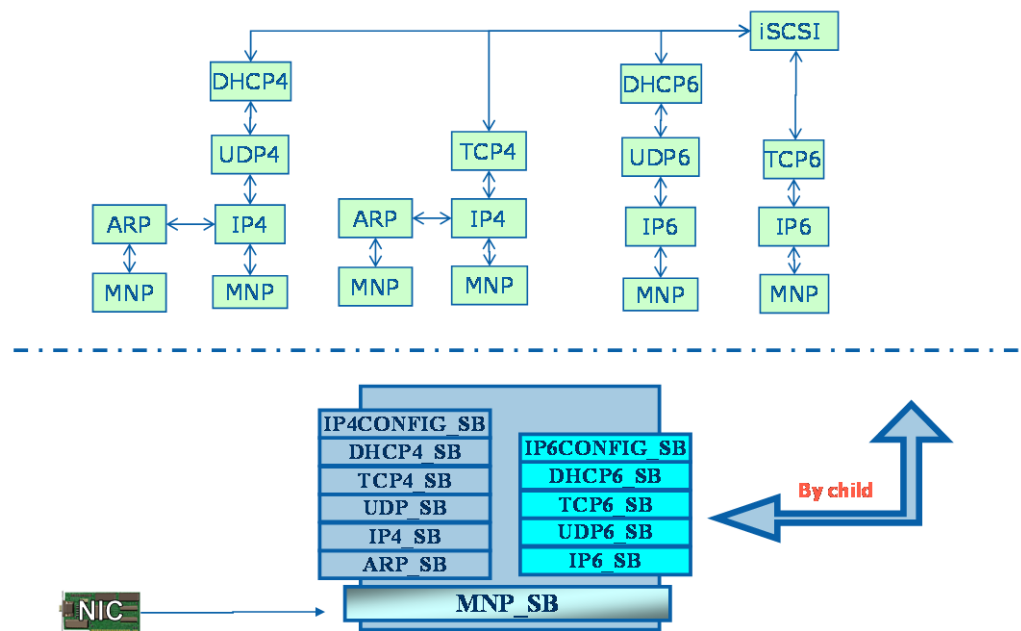 iSCSI
DHCP4
DHCP6
UDP4
TCP4
UDP6
TCP6
ARP
IP4
ARP
IP4
IP6
IP6
MNP
MNP
MNP
MNP
MNP
MNP
IP4CONFIG_SB
DHCP4_SB
TCP4_SB
UDP_SB
IP4_SB
ARP_SB
IP6CONFIG_SB
DHCP6_SB
TCP6_SB
UDP6_SB
IP6_SB
By child
MNP_SB
NIC